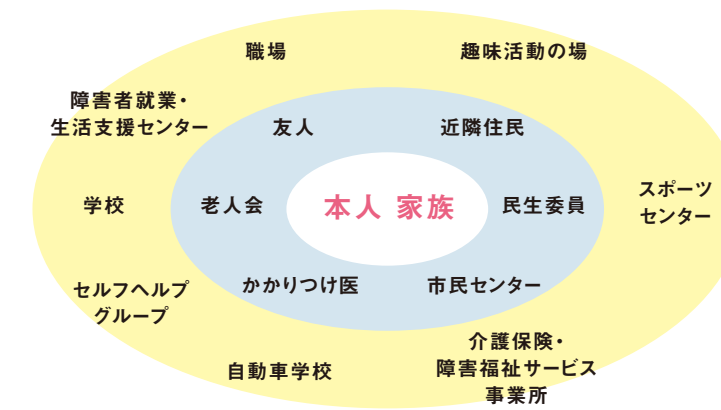 職場
趣味活動の場
障害者就業・
生活支援センター
友人
近隣住民
学校
老人会
本人 家族
民生委員
スポーツ
センター
セルフヘルプ
グループ
かかりつけ医
市民センター
自動車学校
介護保険・
障害福祉サービス
事業所